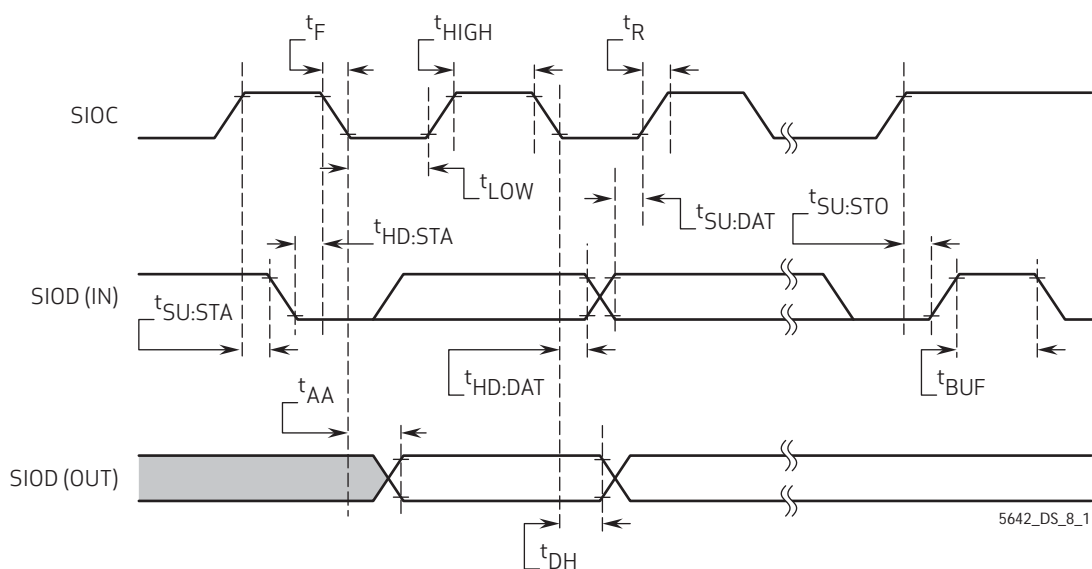 tF
tHIGH
tR
SIOC
tLOW
tSU:DAT
tSU:STO
tHD:STA
SIOD (IN)
tSU:STA
tHD:DAT
tBUF
tAA
SIOD (OUT)
5642_DS_8_1
tDH